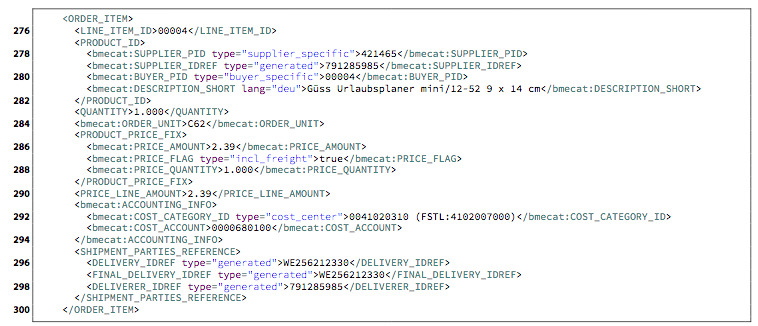 <ORDER_ITEM>
276 <LINE_ITEM_ID>00004</LINE_ITEM_ID>
<PRODUCT_ID>
278 <bmecat:SUPPLIER_PID type="supplier_specific">421465</bmecat:SUPPLIER_PID>
<bmecat:SUPPLIER_IDREF type="generated">791285985</bmecat:SUPPLIER_IDREF>
280 <bmecat:BUYER_PID type="buyer_specific">00004</bmecat:BUYER_PID>
<bmecat:DESCRIPTION_SHORT lang="deu">Güss Urlaubsplaner mini/12-52 9 x 14 cm</bmecat:DESCRIPTION_SHORT>
282 </PRODUCT_ID>
<QUANTITY>1.000</QUANTITY>
284 <bmecat:ORDER_UNIT>C62</bmecat:ORDER_UNIT>
<PRODUCT_PRICE_FIX>
286 <bmecat:PRICE_AMOUNT>2.39</bmecat:PRICE_AMOUNT>
<bmecat:PRICE_FLAG type="incl_freight">true</bmecat:PRICE_FLAG>
288 <bmecat:PRICE_QUANTITY>1.000</bmecat:PRICE_QUANTITY>
</PRODUCT_PRICE_FIX>
290 <PRICE_LINE_AMOUNT>2.39</PRICE_LINE_AMOUNT>
<bmecat:ACCOUNTING_INFO>
292 <bmecat:COST_CATEGORY_ID type="cost_center">0041020310 (FSTL:4102007000)</bmecat:COST_CATEGORY_ID>
<bmecat:COST_ACCOUNT>0000680100</bmecat:COST_ACCOUNT>
294 </bmecat:ACCOUNTING_INFO>
<SHIPMENT_PARTIES_REFERENCE>
296 <DELIVERY_IDREF type="generated">WE256212330</DELIVERY_IDREF>
<FINAL_DELIVERY_IDREF type="generated">WE256212330</FINAL_DELIVERY_IDREF>
298 <DELIVERER_IDREF type="generated">791285985</DELIVERER_IDREF>
</SHIPMENT_PARTIES_REFERENCE>
300 </ORDER_ITEM>